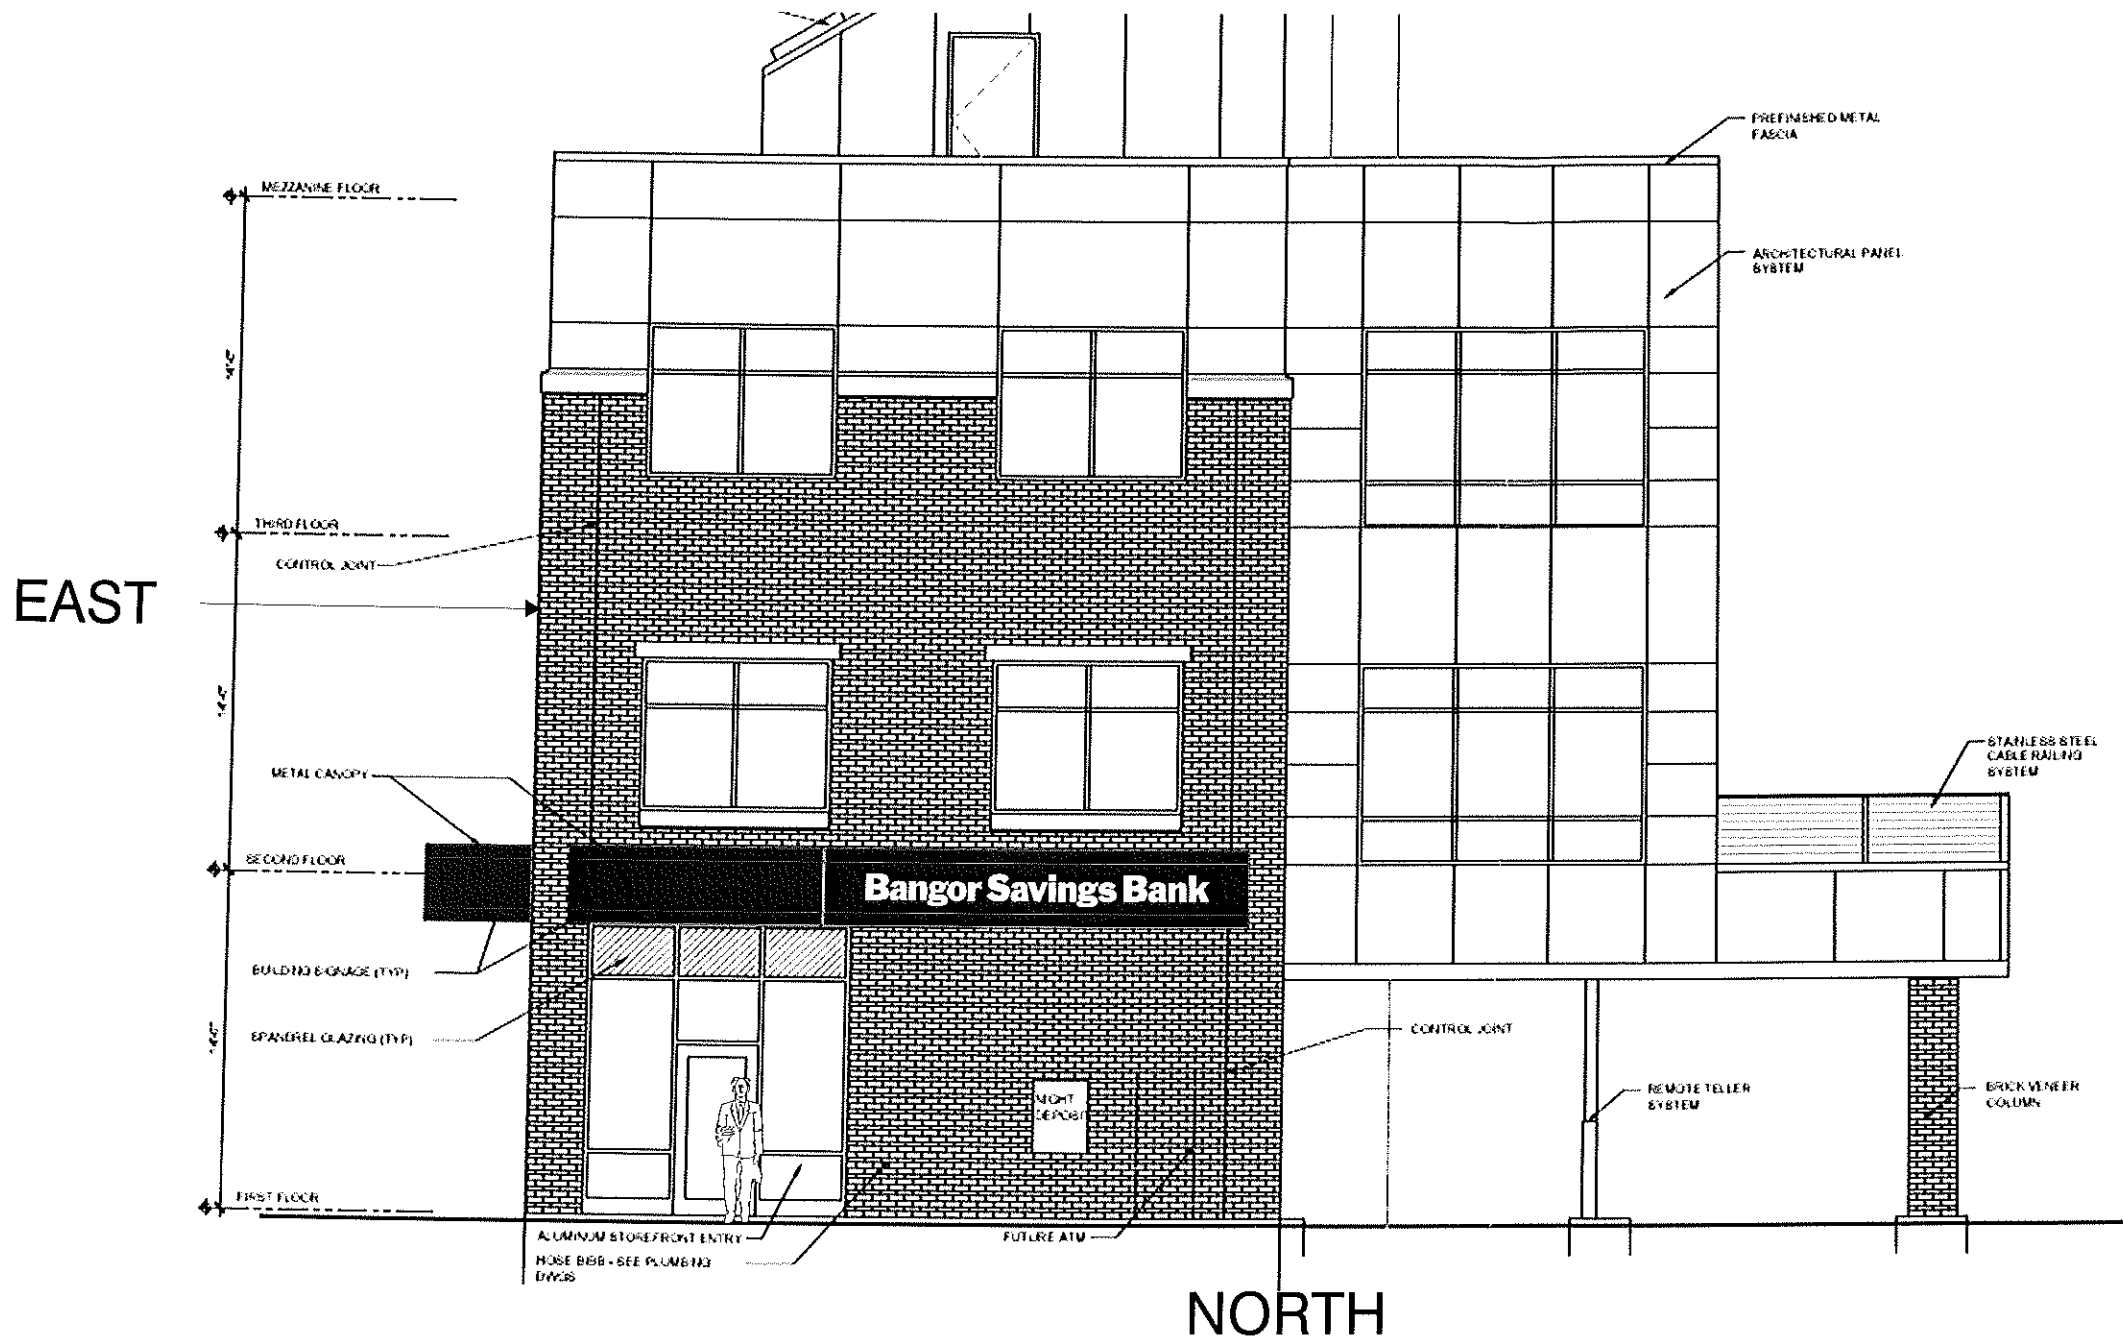 PREFINISHED METAL
FASCIA
MEZZANINE FLOOR
ARCHITECTURAL PANEL
SYSTEM
THIRD FLOOR
CONTROL JOINT
EAST
STAINLESS STEEL
CABLE RAILING
SYSTEM
METAL CANOPY
SECOND FLOOR
Bangor Savings Bank
BUILDING SIGNAGE (TYP)
SPANDREL GLAZING (TYP)
CONTROL JOINT
NIGHT
DEPOSIT
REMOTE TELLER
SYSTEM
BRICK VENEER
COLUMN
FIRST FLOOR
ALUMINUM STOREFRONT ENTRY
FUTURE ATM
HOSE BIBB - SEE PLUMBING
DWGS
NORTH